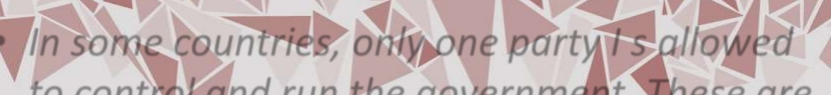 • In some countries, only one party I s allowed
to control and run the government. These are